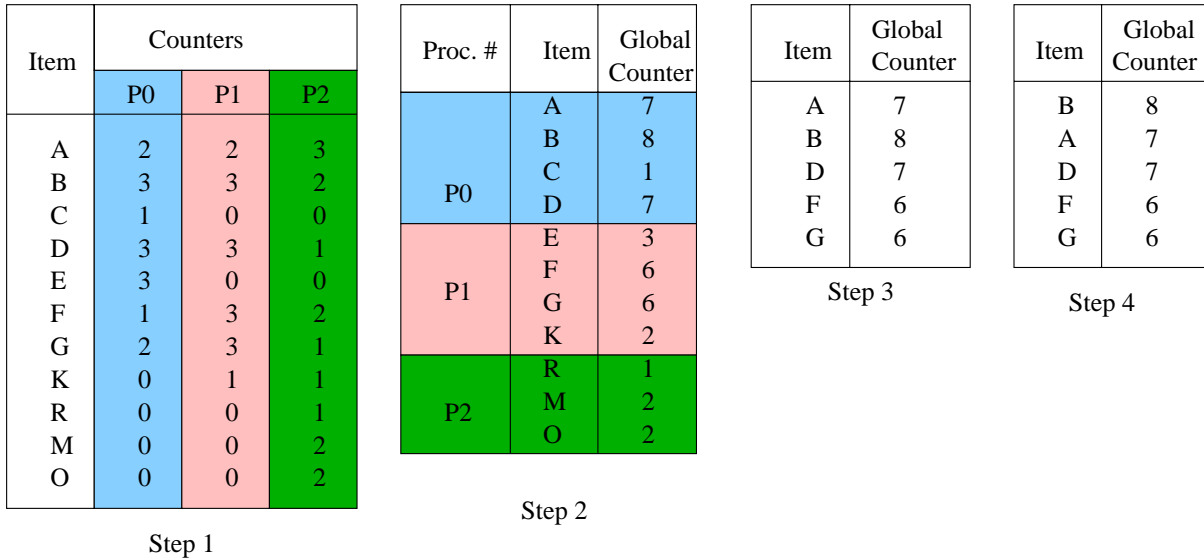 Item Counters
P0 P1 P2
A 2 2 3
B 3 3 2
C 1 0 0
D 3 3 1
E 3 0 0
F 1 3 2
G 2 3 1
K 0 1 1
R 0 0 1
M 0 0 2
O 0 0 2
Step 1
Proc. # Item Global
Counter
A 7
B 8
C 1
P0 D 7
E 3
F 6
P1 G 6
K 2
R 1
P2 M 2
O 2
Step 2
Item Global
Counter
A 7
B 8
D 7
F 6
G 6
Step 3
Item Global
Counter
B 8
A 7
D 7
F 6
G 6
Step 4